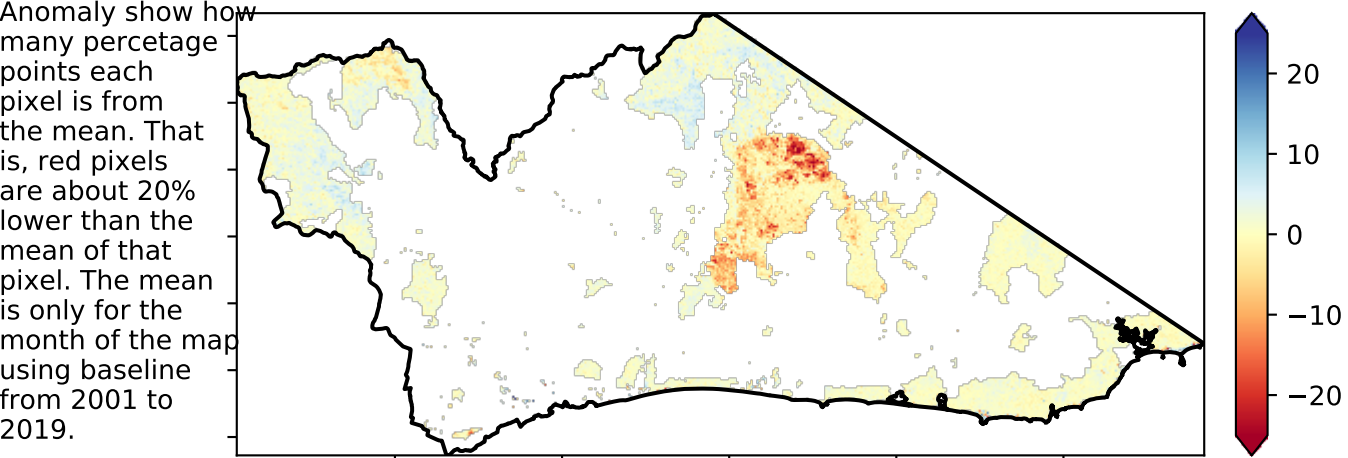 Anomaly show how
many percetage
points each
pixel is from
the mean. That
is, red pixels
are about 20%
lower than the
mean of that
pixel. The mean
is only for the
month of the map
using baseline
from 2001 to
2019.
20
10
0
−10
−20